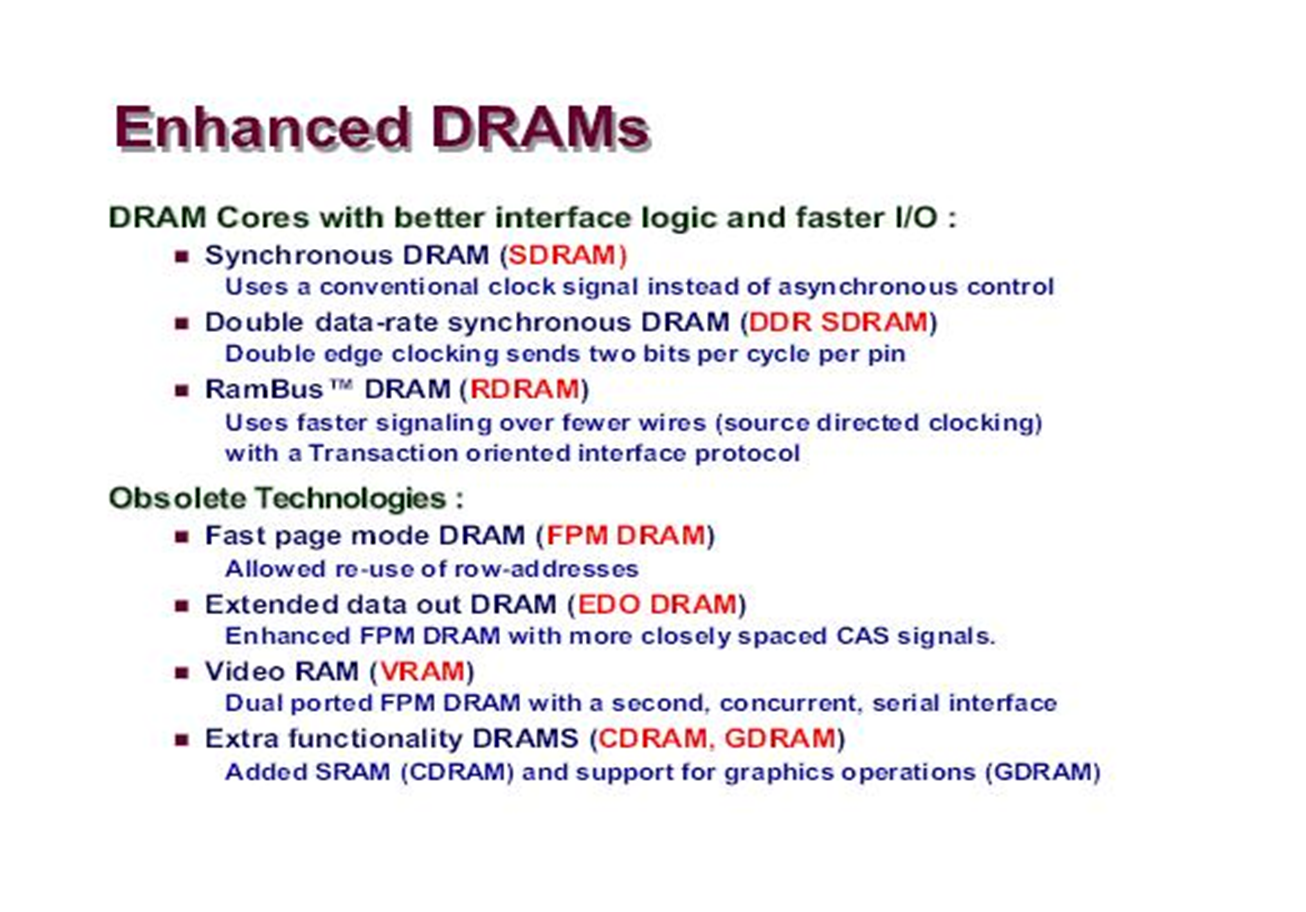 Enhanced DRAMs
DRAM Cores with better interface logic and faster I/O :
Synchronous DRAM (SDRAM)
Uses a conventional clock signal instead of asynchronous control
Double data-rate synchronous DRAM (DDR SDRAM)
Double edge clocking sends two bits per cycle per pin
RamBus™ DRAM (RDRAM)
Uses faster signaling over fewer wires (source directed clocking)
with a Transaction oriented interface protocol
Obsolete Technologies :
Fast page mode DRAM (FPM DRAM)
Allowed re-use of row-addresses
Extended data out DRAM (EDO DRAM)
Enhanced FPM DRAM with more closely spaced CAS signals.
Video RAM (VRAM)
Dual ported FPM DRAM with a second, concurrent, serial interface
Extra functionality DRAMS (CDRAM, GDRAM)
Added SRAM (CDRAM) and support for graphics operations (GDRAM)